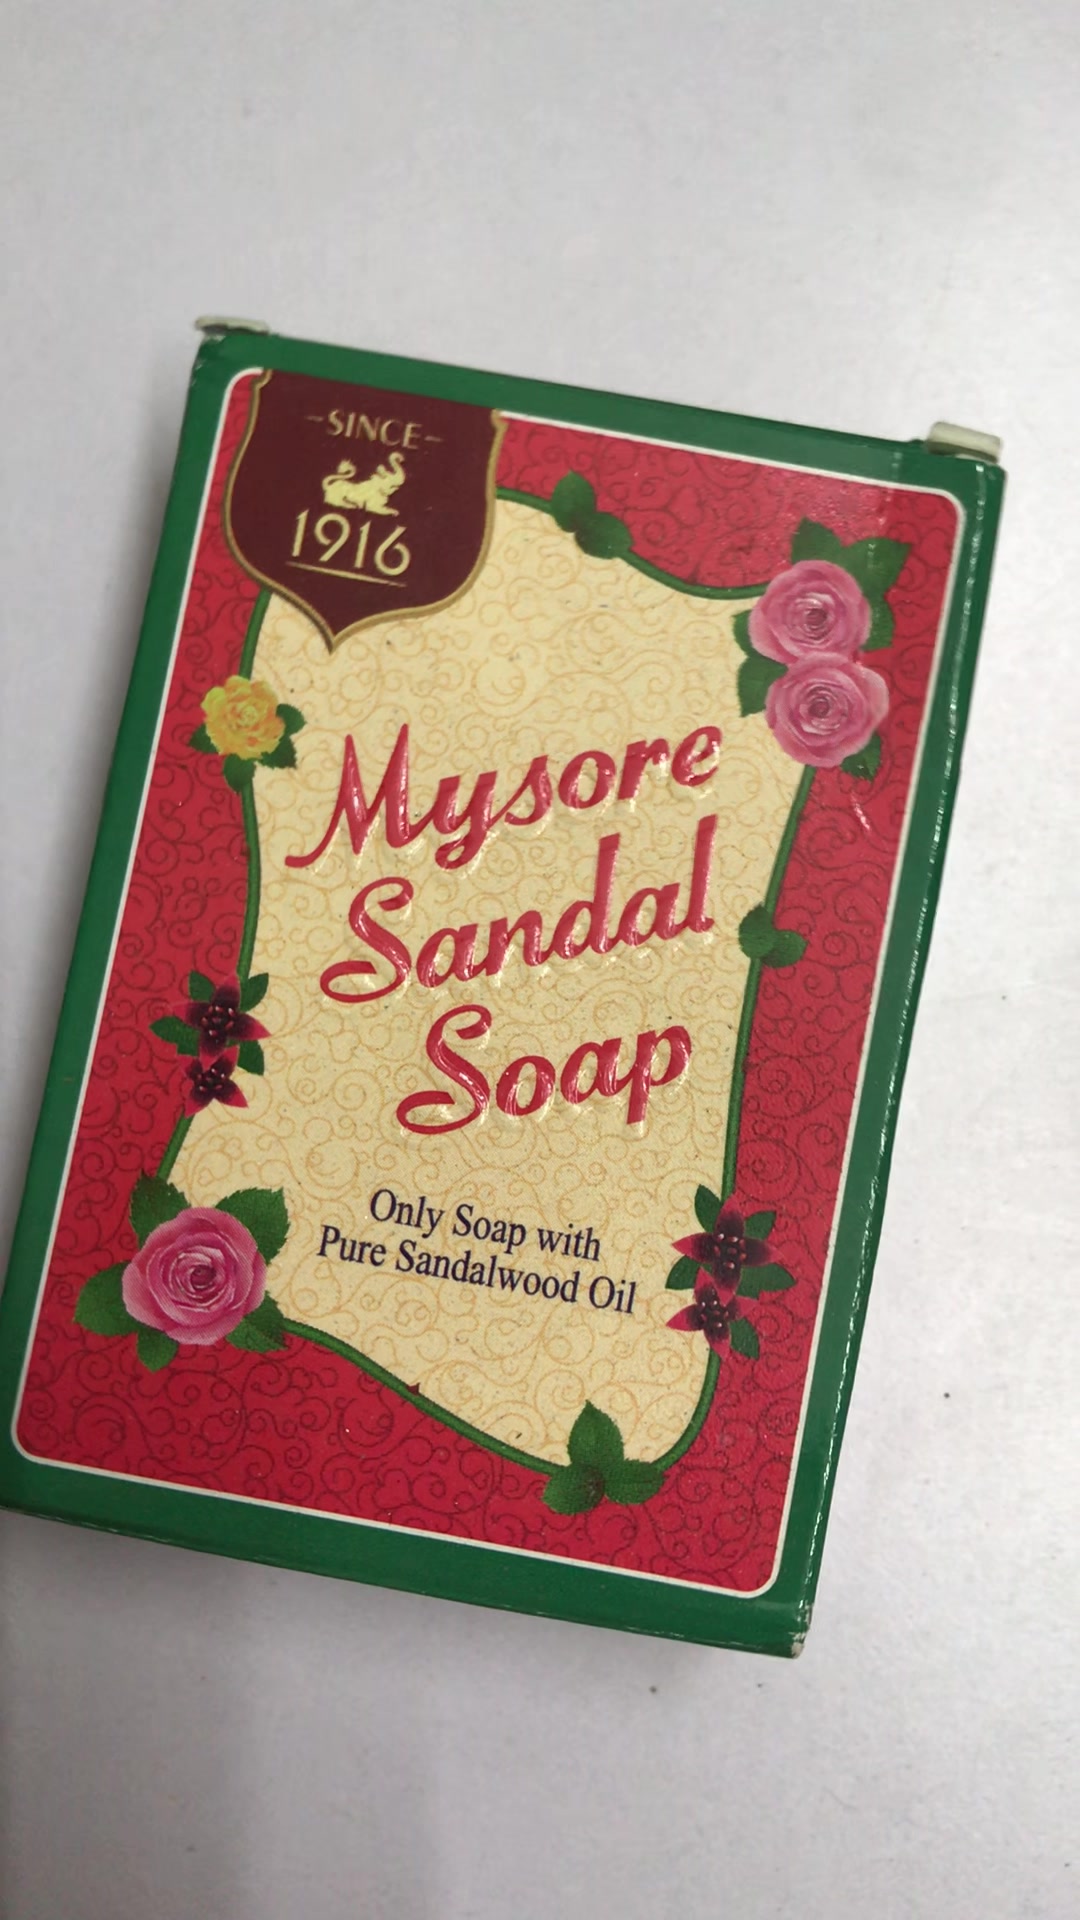 -SINCE-
1916
Mysore
Sandal
Soap
Only Soap with
Pure Sandalwood Oil